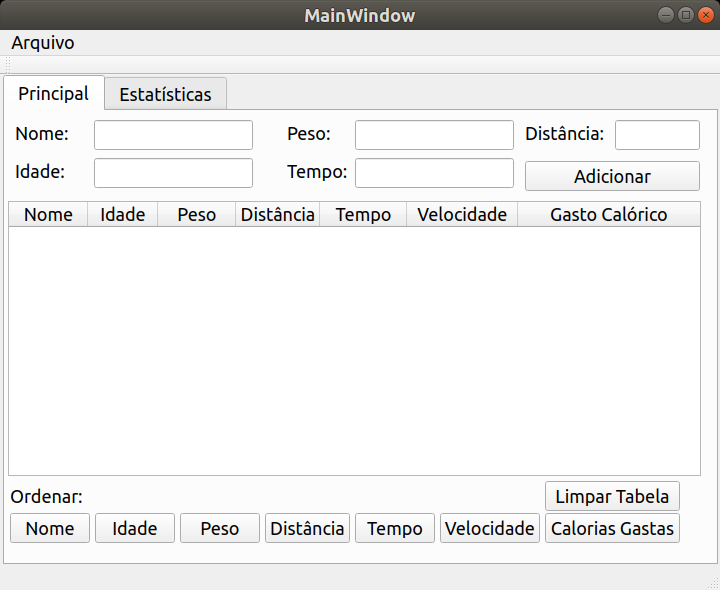 MainWindow
Arquivo
Principal Estatísticas
Nome: Peso: Distância:
Idade: Tempo: Adicionar
Nome Idade Peso Distância Tempo Velocidade Gasto Calórico
Ordenar: Limpar Tabela
Nome Idade Peso Distância Tempo Velocidade Calorias Gastas